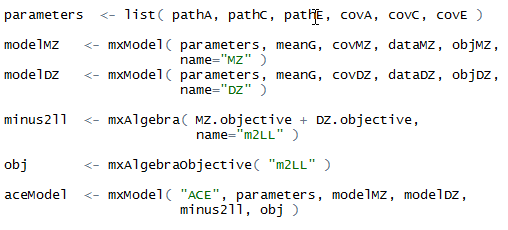 parameters <- list( pathA, pathC, pathE, covA, covC, covE )
modelMZ <- mxModel( parameters, meanG, covMZ, dataMZ, objMZ,
name="MZ" )
modelDZ <- mxModel( parameters, meanG, covDZ, dataDZ, objDZ,
name="DZ" )
minus2ll <- mxAlgebra( MZ.objective + DZ.objective,
name="m2LL" )
obj <- mxAlgebraObjective( "m2LL" )
aceModel <- mxModel( "ACE", parameters, modelMZ, modelDZ,
minus2ll, obj )